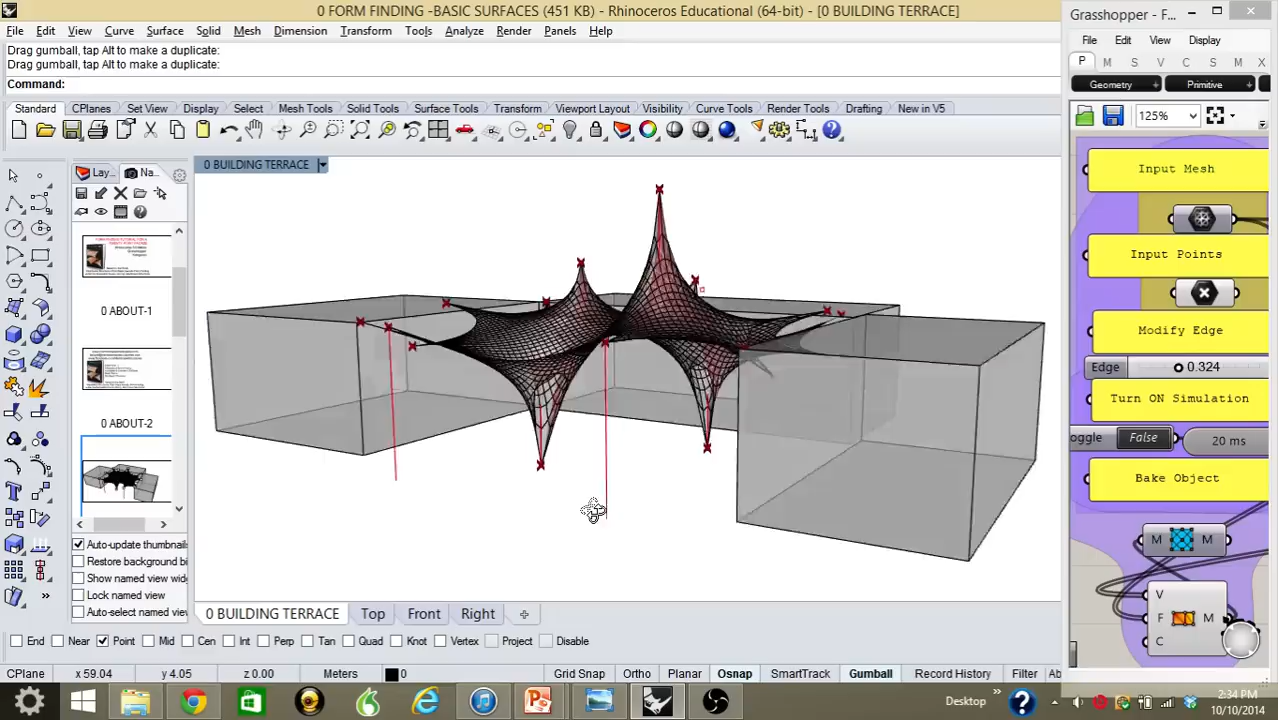 0 FORM FINDING -BASIC SURFACES (451 KB) - Rhinoceros Educational (64-bit) - [0 BUILDING TERRACE]
Grasshopper - F...
File Edit View Curve Surface Solid Mesh Dimension Transform Tools Analyze Render Panels Help
File Edit View Display
Drag gumball, tap Alt to make a duplicate:
Drag gumball, tap Alt to make a duplicate:
P M S V C S M X
Command:
Geometry Primitive
Standard CPlanes Set View Display Select Mesh Tools Solid Tools Surface Tools Transform Viewport Layout Visibility Curve Tools Render Tools Drafting New in V5
125%
0 BUILDING TERRACE
Lay... Na...
Input Mesh
Input Points
0 ABOUT-1
Modify Edge
Edge 0.324
Turn ON Simulation
0 ABOUT-2
oggle False 20 ms
Bake Object
M M
Auto-update thumbnails
Restore background bi
Show named view widg
Lock named view
Auto-select named view
V
F M
C
0 BUILDING TERRACE Top Front Right
End Near Point Mid Cen Int Perp Tan Quad Knot Vertex Project Disable
CPlane x 59.04 y 4.05 z 0.00 Meters 0 Grid Snap Ortho Planar Osnap SmartTrack Gumball Record History Filter
Desktop
2:34 PM
10/10/2014